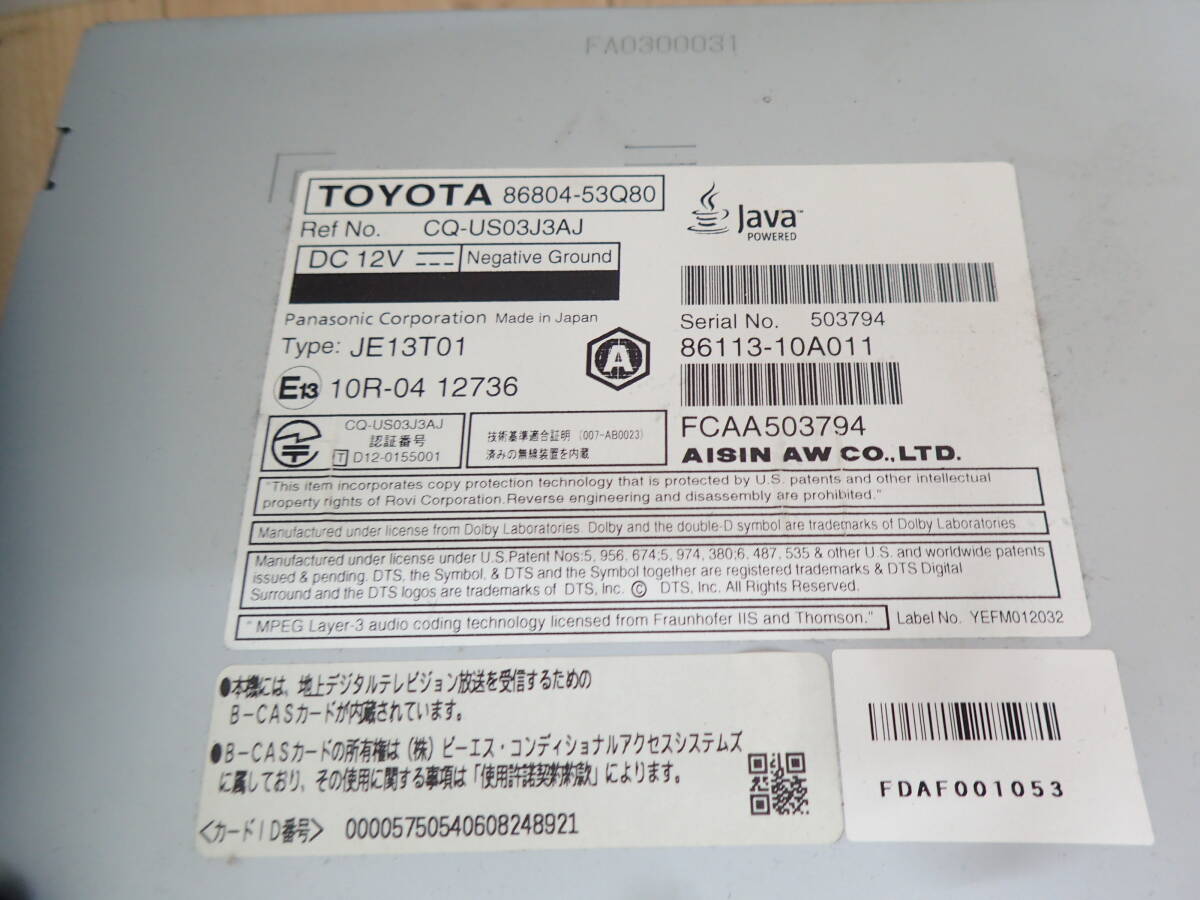 FA0300031
TOYOTA 86804-53Q80
Java™
POWERED
Ref No. CQ-US03J3AJ
DC 12V Negative Ground
Panasonic Corporation Made in Japan
Serial No. 503794
Type: JE13T01
A
86113-10A011
E13 10R-04 12736
FCAA503794
CQ-US03J3AJ
認証番号
T D12-0155001
技術基準適合証明 (007-AB0023)
済みの無線装置を内蔵
AISIN AW CO.,LTD.
"This item incorporates copy protection technology that is protected by U.S. patents and other intellectual
property rights of Rovi Corporation.Reverse engineering and disassembly are prohibited."
Manufactured under license from Dolby Laboratories. Dolby and the double-D symbol are trademarks of Dolby Laboratories.
Manufactured under license under U.S.Patent Nos:5, 956, 674;5, 974, 380;6, 487, 535 & other U.S. and worldwide patents
issued & pending. DTS, the Symbol, & DTS and the Symbol together are registered trademarks & DTS Digital
Surround and the DTS logos are trademarks of DTS, Inc. © DTS, Inc. All Rights Reserved.
"MPEG Layer-3 audio coding technology licensed from Fraunhofer IIS and Thomson."
Label No. YEFM012032
●本機には、地上デジタルテレビジョン放送を受信するための
B-CASカードが内蔵されています。
●B-CASカードの所有権は(株)ビーエス・コンディショナルアクセスシステムズ
に属しており、その使用に関する事項は「使用許諾契約約款」によります。
<カードID番号> 00005750540608248921
FDAF001053